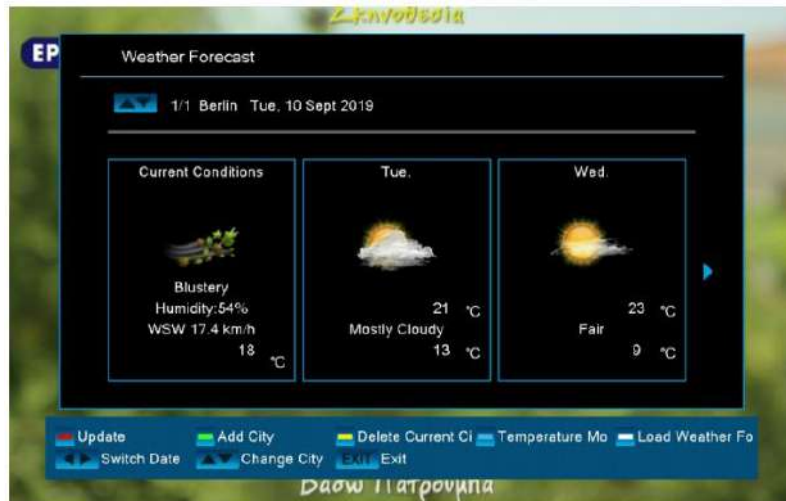 EP
Weather Forecast
1/1 Berlin Tue, 10 Sept 2019
Current Conditions
Blustery
Humidity:54%
WSW 17.4 km/h
18 °C
Tue.
21 °C
Mostly Cloudy
13 °C
Wed.
23 °C
Fair
9 °C
Update Add City Delete Current Ci Temperature Mo Load Weather Fo
Switch Date Change City EXIT Exit
Βάσω Πατρούμπα